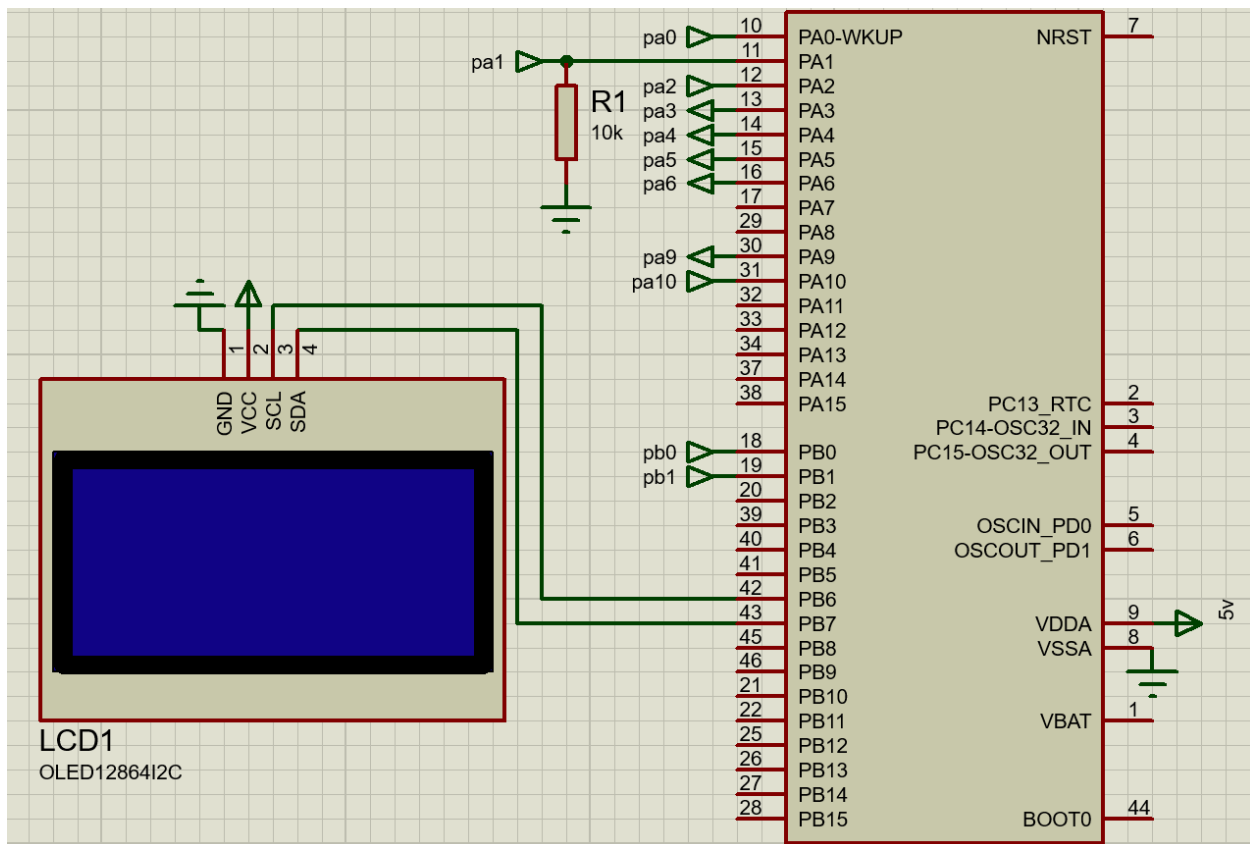 pa0
10
PA0-WKUP
NRST
7
pa1
11
PA1
pa2
12
PA2
R1
10k
pa3
13
PA3
pa4
14
PA4
pa5
15
PA5
pa6
16
PA6
17
PA7
29
PA8
pa9
30
PA9
pa10
31
PA10
32
PA11
33
PA12
34
PA13
37
PA14
38
PA15
PC13_RTC
2
PC14-OSC32_IN
3
PC15-OSC32_OUT
4
pb0
18
PB0
pb1
19
PB1
20
PB2
39
PB3
OSCIN_PD0
5
40
PB4
OSCOUT_PD1
6
41
PB5
42
PB6
43
PB7
VDDA
9
5v
45
PB8
VSSA
8
46
PB9
21
PB10
22
PB11
VBAT
1
25
PB12
26
PB13
27
PB14
28
PB15
BOOT0
44
1
2
3
4
GND
VCC
SCL
SDA
LCD1
OLED12864I2C